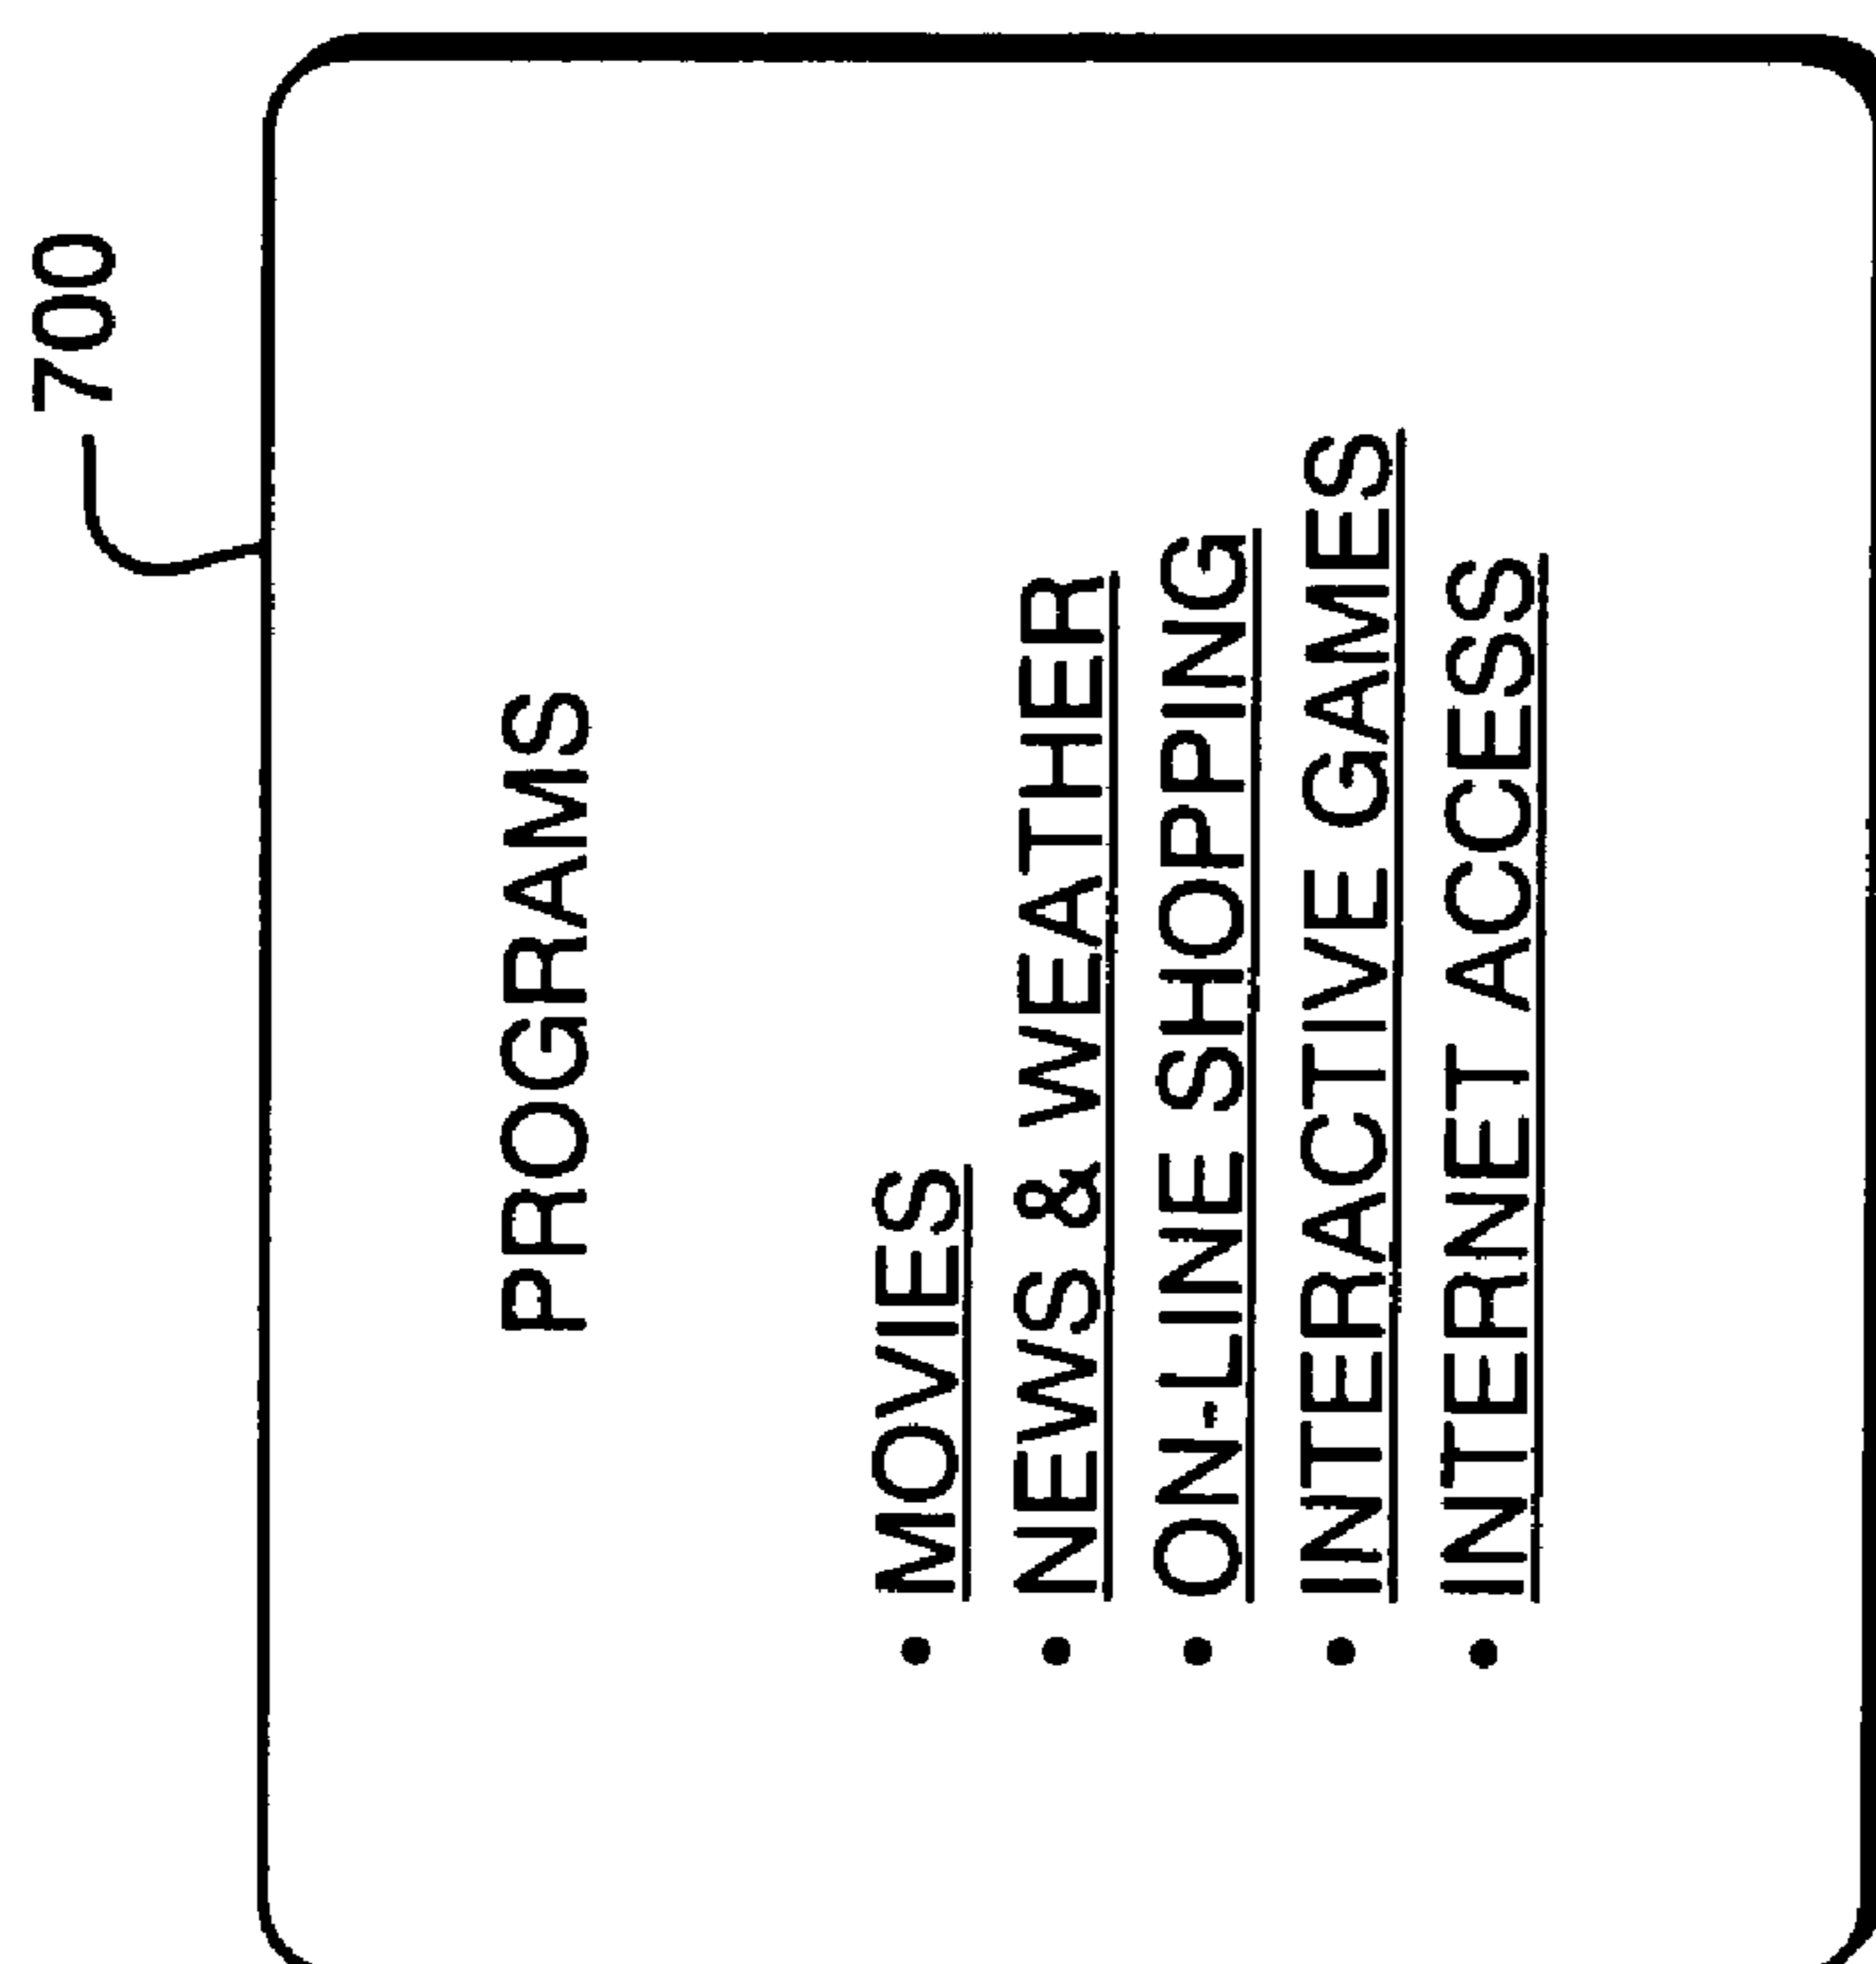 700
PROGRAMS
• MOVIES
• NEWS & WEATHER
• ON-LINE SHOPPING
• INTERACTIVE GAMES
• INTERNET ACCESS